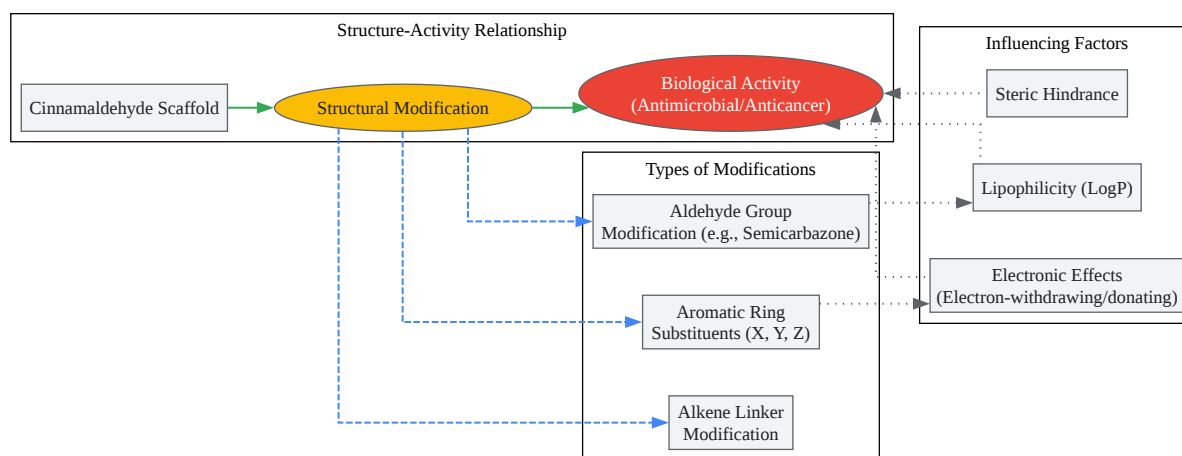 Structure-Activity Relationship
Cinnamaldehyde Scaffold
Structural Modification
Biological Activity
(Antimicrobial/Anticancer)
Influencing Factors
Steric Hindrance
Lipophilicity (LogP)
Electronic Effects
(Electron-withdrawing/donating)
Types of Modifications
Aldehyde Group
Modification (e.g., Semicarbazone)
Aromatic Ring
Substituents (X, Y, Z)
Alkene Linker
Modification